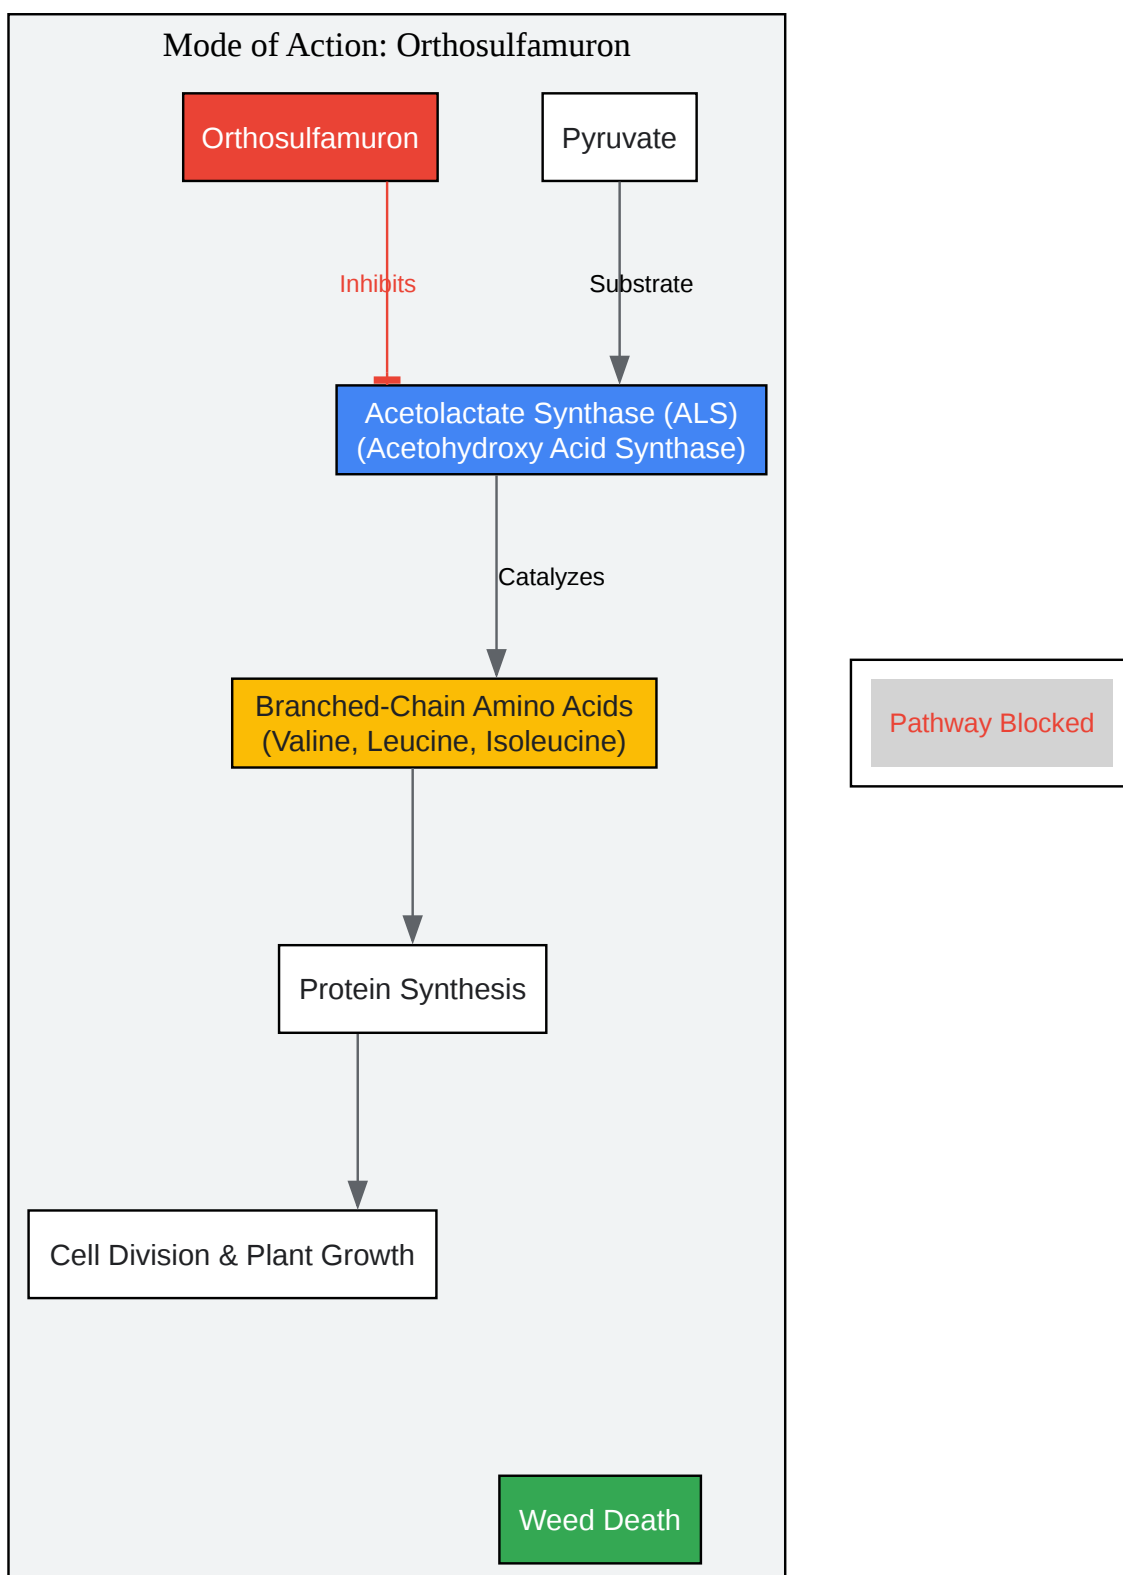 Mode of Action: Orthosulfamuron
Orthosulfamuron
Pyruvate
Inhibits
Substrate
Acetolactate Synthase (ALS)
(Acetohydroxy Acid Synthase)
Catalyzes
Branched-Chain Amino Acids
(Valine, Leucine, Isoleucine)
Pathway Blocked
Protein Synthesis
Cell Division & Plant Growth
Weed Death